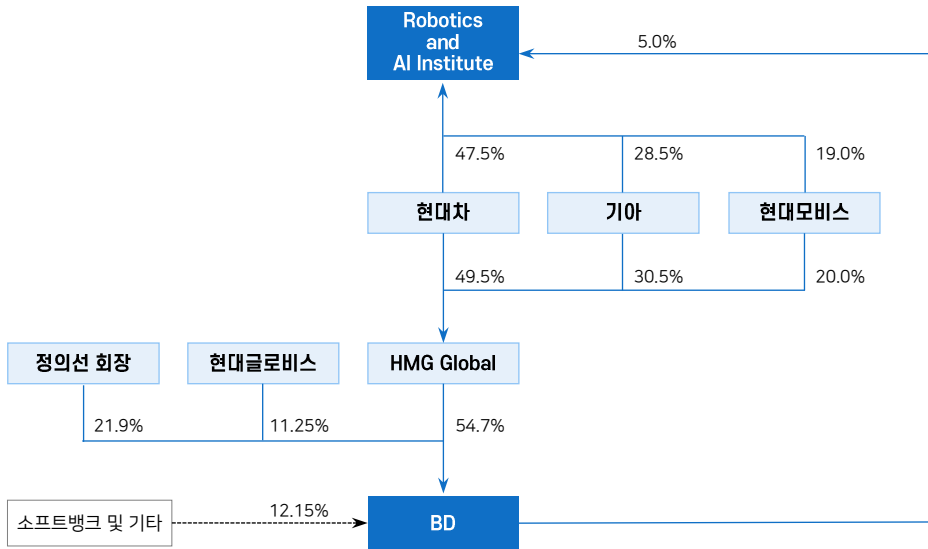 Robotics
and
AI Institute
5.0%
47.5%
28.5%
19.0%
현대차
기아
현대모비스
49.5%
30.5%
20.0%
정의선 회장
현대글로비스
HMG Global
21.9%
11.25%
54.7%
소프트뱅크 및 기타
12.15%
BD